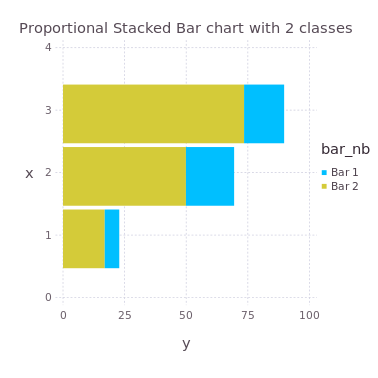 Proportional Stacked Bar chart with 2 classes
4
3
2
1
0
x
bar_nb
Bar 1
Bar 2
0 25 50 75 100
y